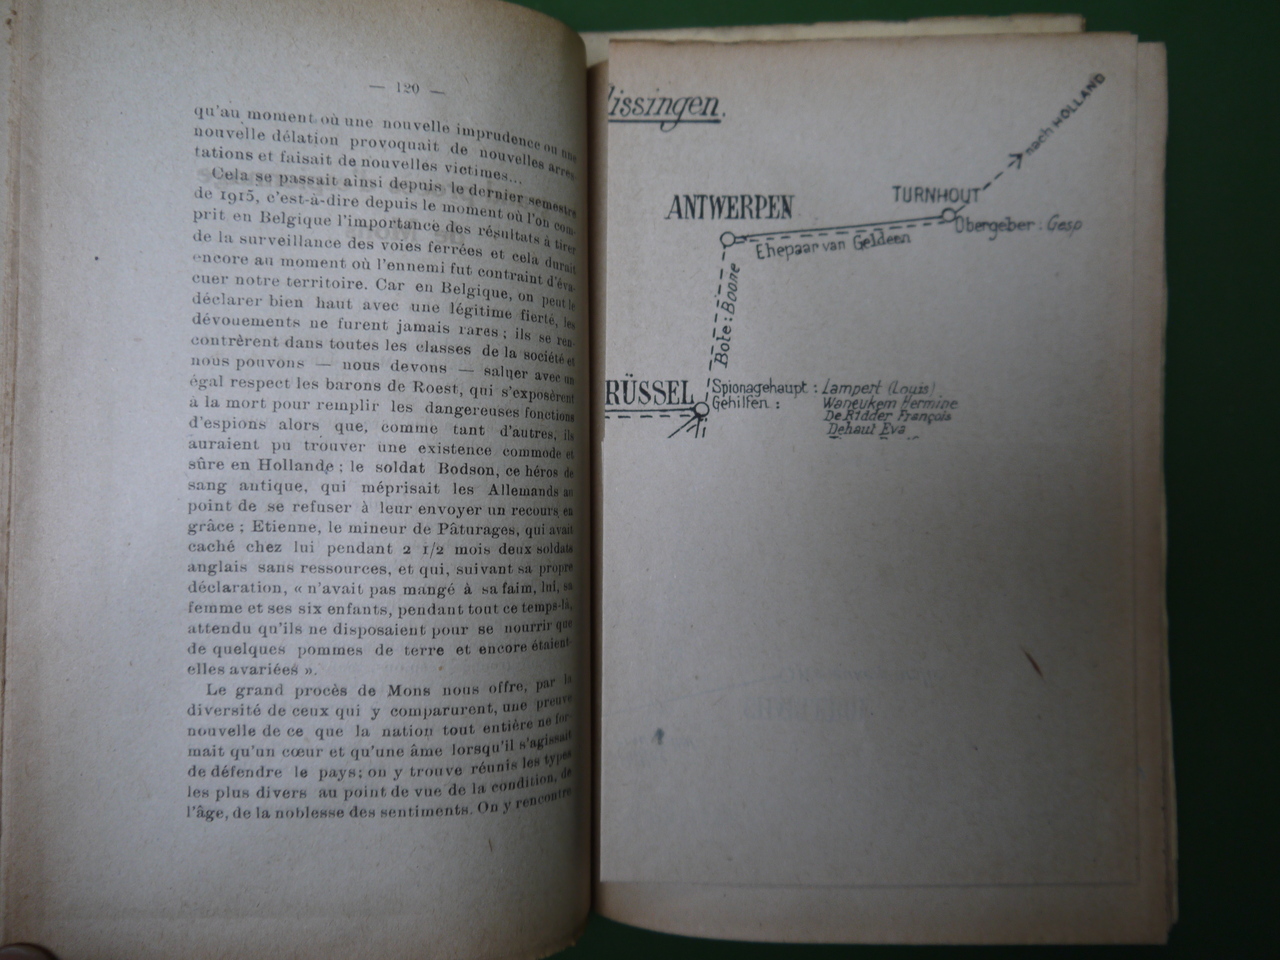 — 120 —
qu'au moment où une nouvelle imprudence ou une
nouvelle délation provoquait de nouvelles arres-
tations et faisait de nouvelles victimes...
Cela se passait ainsi depuis le dernier semestre
de 1915, c'est-à-dire depuis le moment où l'on com-
prit en Belgique l'importance des résultats à tirer
de la surveillance des voies ferrées et cela durait
encore au moment où l'ennemi fut contraint d'éva-
cuer notre territoire. Car en Belgique, on peut le
déclarer bien haut avec une légitime fierté, les
dévouements ne furent jamais rares ; ils se ren-
contrèrent dans toutes les classes de la société et
nous pouvons — nous devons — saluer avec un
égal respect les barons de Roest, qui s'exposèrent
à la mort pour remplir les dangereuses fonctions
d'espions alors que, comme tant d'autres, ils
auraient pu trouver une existence commode et
sûre en Hollande ; le soldat Bodson, ce héros de
sang antique, qui méprisait les Allemands au
point de se refuser à leur envoyer un recours en
grâce ; Etienne, le mineur de Pâturages, qui avait
caché chez lui pendant 2 1/2 mois deux soldats
anglais sans ressources, et qui, suivant sa propre
déclaration, « n'avait pas mangé à sa faim, lui, sa
femme et ses six enfants, pendant tout ce temps-là,
attendu qu'ils ne disposaient pour se nourrir que
de quelques pommes de terre et encore étaient-
elles avariées ».
Le grand procès de Mons nous offre, par la
diversité de ceux qui y comparurent, une preuve
nouvelle de ce que la nation tout entière ne for-
mait qu'un cœur et qu'une âme lorsqu'il s'agissait
de défendre le pays; on y trouve réunis les types
les plus divers au point de vue de la condition, de
l'âge, de la noblesse des sentiments. On y rencontre
lissingen.
nach HOLLAND
TURNHOUT
ANTWERPEN
Obergeber : Gesp
Ehepaar van Geldeen
Bote : Boone
RÜSSEL
Spionagehaupt : Lampert (Louis)
Gehilfen : Waneukem Hermine
De Ridder François
Dehaul Eva